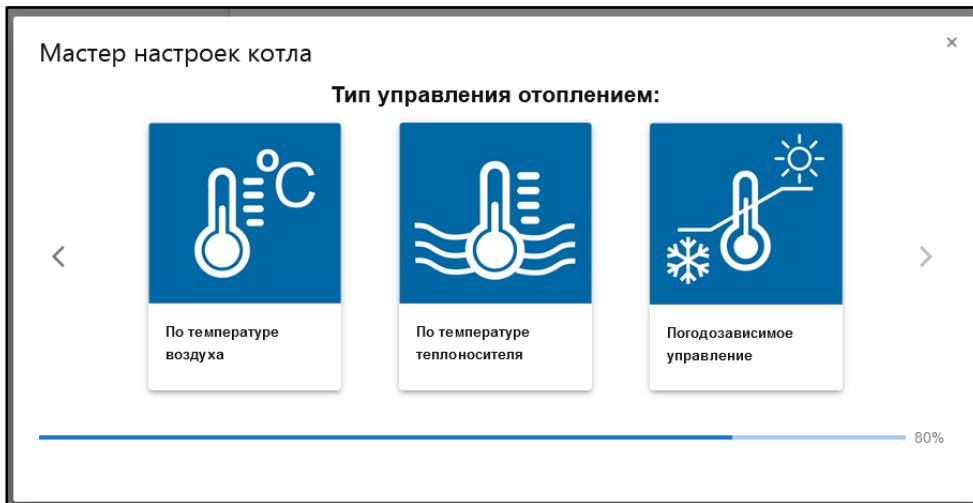 Мастер настроек котла
×
Тип управления отоплением:
°C
По температуре
воздуха
По температуре
теплоносителя
Погодозависимое
управление
80%